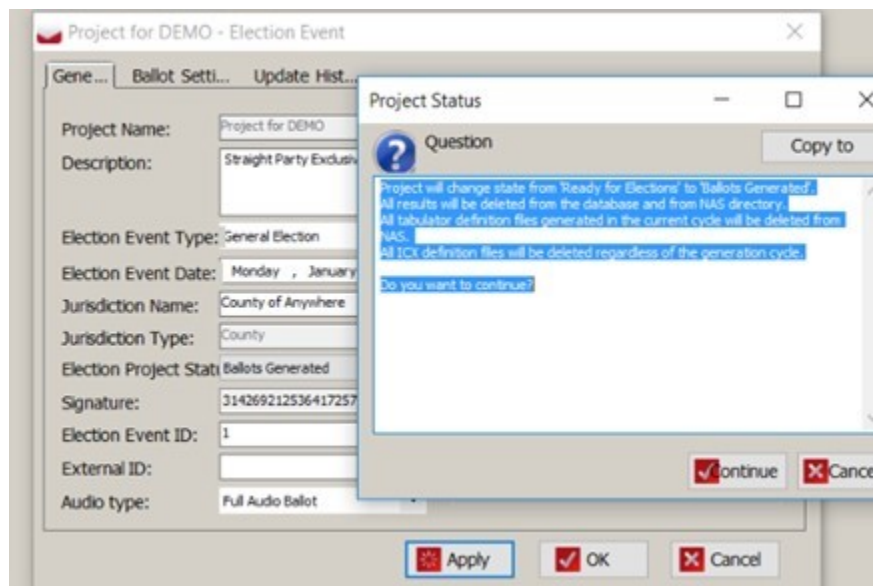 Project for DEMO - Election Event
Gene... Ballot Setti... Update Hist...
Project Name: Project for DEMO
Description: Straight Party Exclusiv
Election Event Type: General Election
Election Event Date: Monday , January
Jurisdiction Name: County of Anywhere
Jurisdiction Type: County
Election Project Statu Ballots Generated
Signature: 314269212536417257
Election Event ID: 1
External ID:
Audio type: Full Audio Ballot
Apply OK Cancel
Project Status
Question Copy to
Project will change state from 'Ready for Elections' to 'Ballots Generated'.
All results will be deleted from the database and from NAS directory.
All tabulator definition files generated in the current cycle will be deleted from
NAS.
All ICX definition files will be deleted regardless of the generation cycle.
Do you want to continue?
Continue Cance